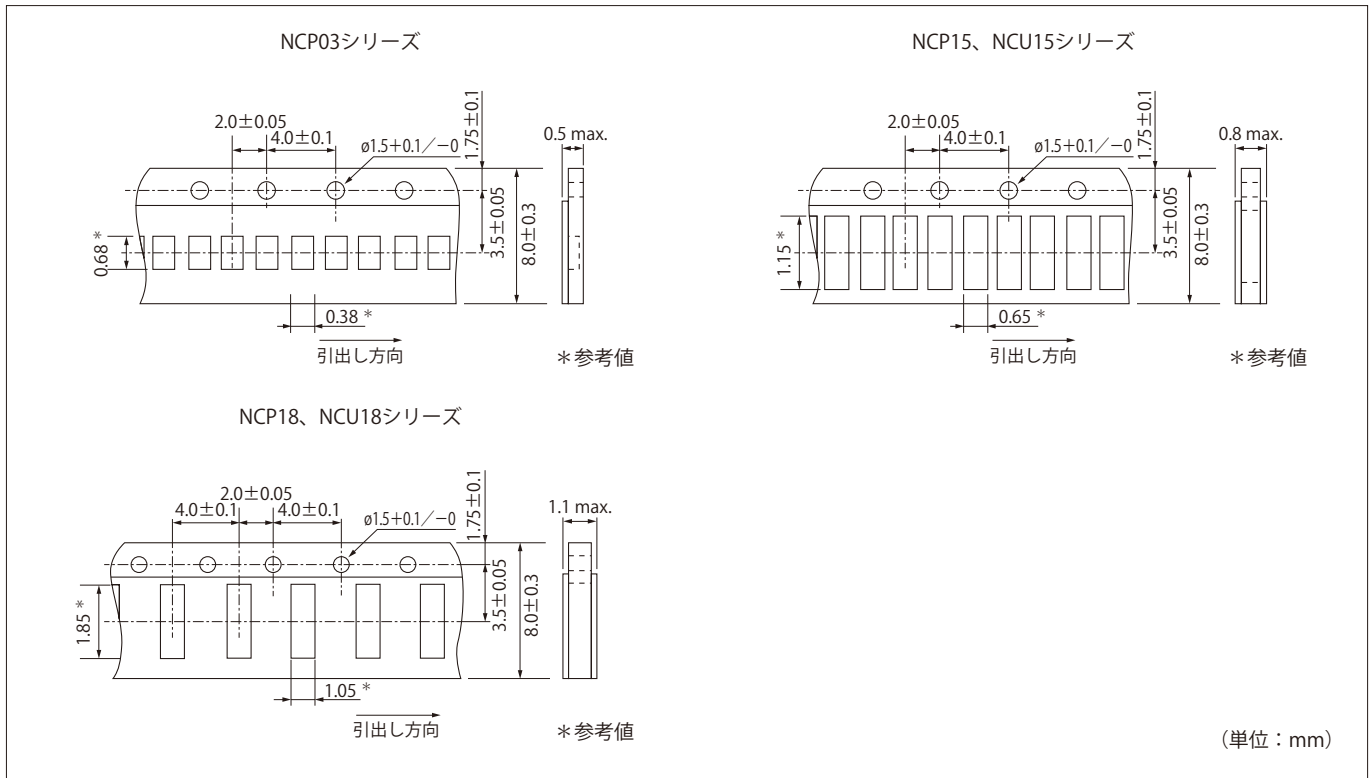 NCP03シリーズ
2.0±0.05
4.0±0.1
ø1.5+0.1／−0
1.75±0.1
0.5 max.
3.5±0.05
8.0±0.3
0.68 *
0.38 *
引出し方向
＊参考値
NCP15、NCU15シリーズ
2.0±0.05
4.0±0.1
ø1.5+0.1／−0
1.75±0.1
0.8 max.
3.5±0.05
8.0±0.3
1.15 *
0.65 *
引出し方向
＊参考値
NCP18、NCU18シリーズ
2.0±0.05
4.0±0.1
4.0±0.1
ø1.5+0.1／−0
1.75±0.1
1.1 max.
3.5±0.05
8.0±0.3
1.85 *
1.05 *
引出し方向
＊参考値
（単位：mm）